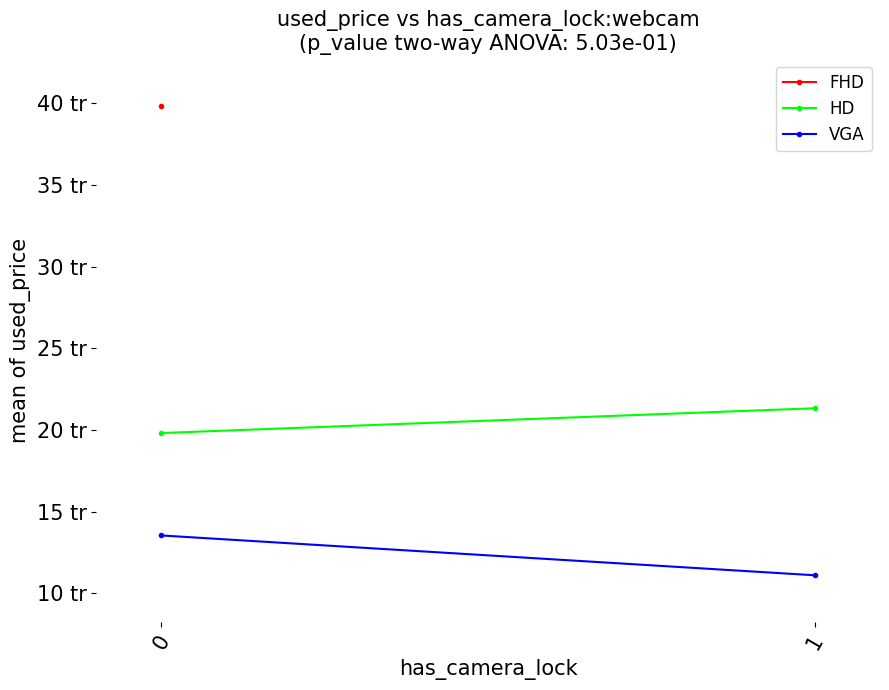 used_price vs has_camera_lock:webcam
(p_value two-way ANOVA: 5.03e-01)
FHD
HD
VGA
mean of used_price
40 tr
35 tr
30 tr
25 tr
20 tr
15 tr
10 tr
0
1
has_camera_lock